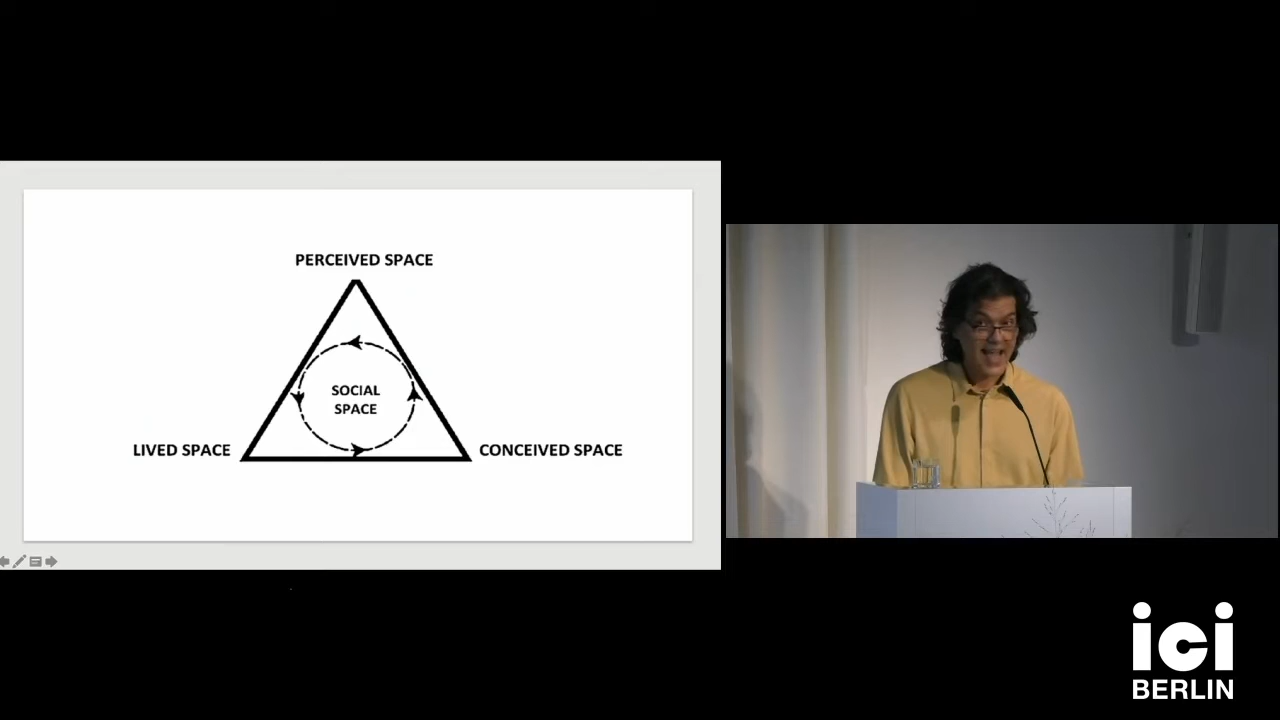 PERCEIVED SPACE
SOCIAL
SPACE
LIVED SPACE
CONCEIVED SPACE
ici
BERLIN